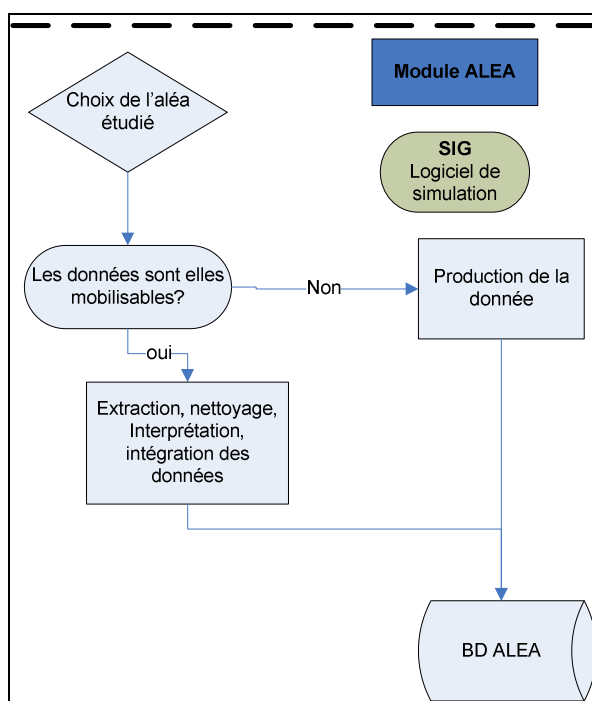 Module ALEA
Choix de l'aléa
étudié
SIG
Logiciel de
simulation
Les données sont elles
mobilisables?
Non
Production de la
donnée
oui
Extraction, nettoyage,
Interprétation,
intégration des
données
BD ALEA